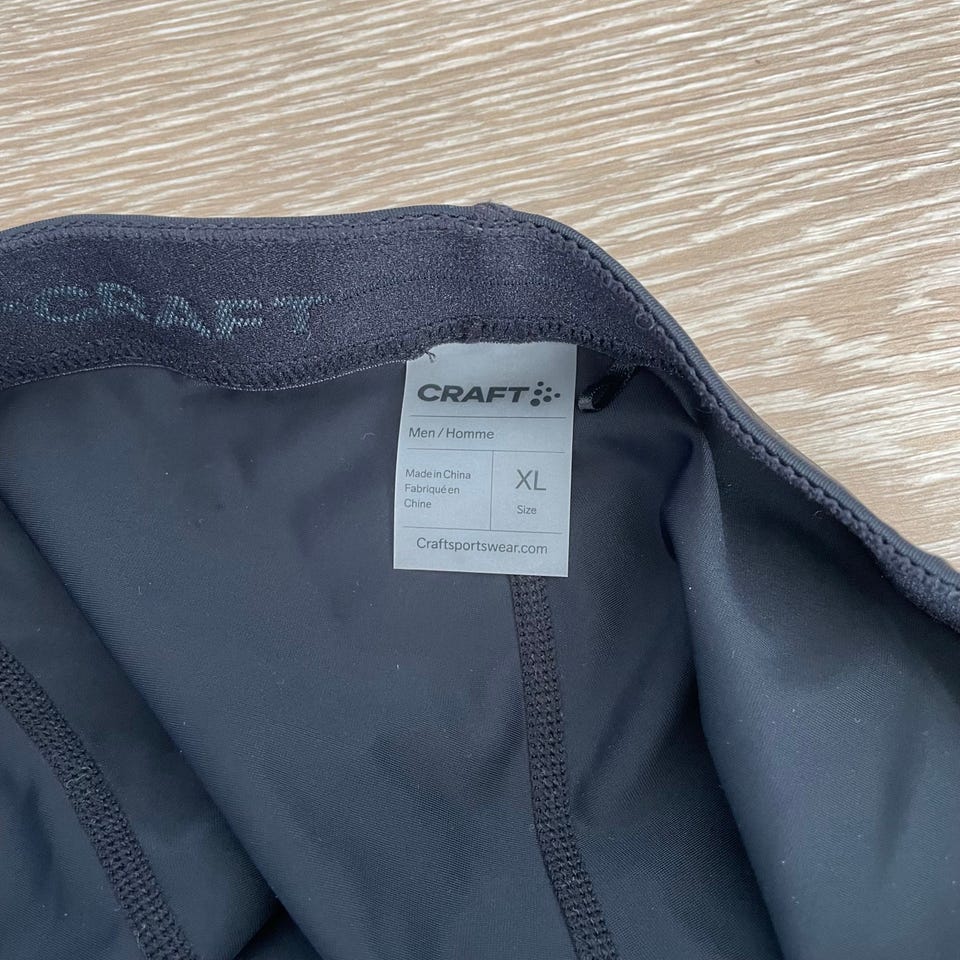 CRAFT
CRAFT
Men / Homme
Made in China
Fabriqué en
Chine
XL
Size
Craftsportswear.com